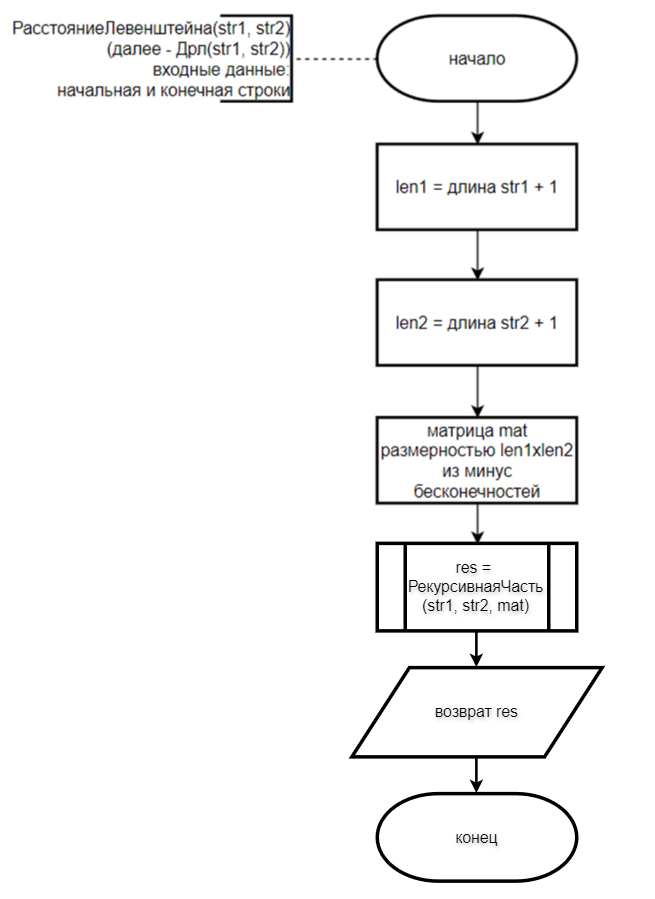 РасстояниеЛевенштейна(str1, str2)
(далее - Дрл(str1, str2))
входные данные:
начальная и конечная строки
начало
len1 = длина str1 + 1
len2 = длина str2 + 1
матрица mat
размерностью len1xlen2
из минус
бесконечностей
res =
РекурсивнаяЧасть
(str1, str2, mat)
возврат res
конец